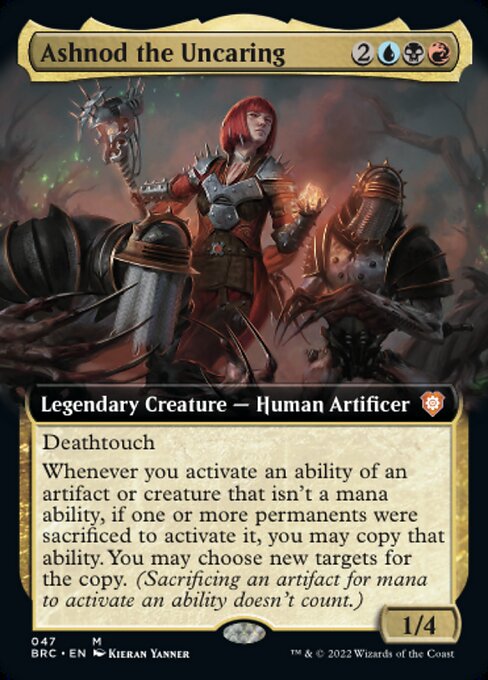 Ashnod the Uncaring 2
Legendary Creature — Human Artificer
Deathtouch
Whenever you activate an ability of an
artifact or creature that isn't a mana
ability, if one or more permanents were
sacrificed to activate it, you may copy that
ability. You may choose new targets for
the copy. (Sacrificing an artifact for mana
to activate an ability doesn't count.)
1/4
047 M
BRC • EN Kieran Yanner ™ & © 2022 Wizards of the Coast